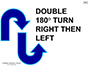 DOUBLE
180° TURN
RIGHT THEN
LEFT